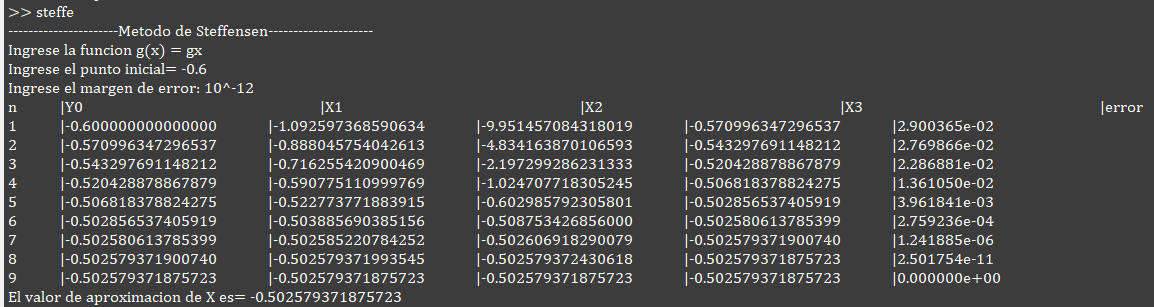 >> steffe
----------------------Metodo de Steffensen---------------------
Ingrese la funcion g(x) = gx
Ingrese el punto inicial= -0.6
Ingrese el margen de error: 10^-12
n |Y0 |X1 |X2 |X3 |error
1 |-0.600000000000000 |-1.092597368590634 |-9.951457084318019 |-0.570996347296537 |2.900365e-02
2 |-0.570996347296537 |-0.888045754042613 |-4.834163870106593 |-0.543297691148212 |2.769866e-02
3 |-0.543297691148212 |-0.716255420900469 |-2.197299286231333 |-0.520428878867879 |2.286881e-02
4 |-0.520428878867879 |-0.590775110999769 |-1.024707718305245 |-0.506818378824275 |1.361050e-02
5 |-0.506818378824275 |-0.522773771883915 |-0.602985792305801 |-0.502856537405919 |3.961841e-03
6 |-0.502856537405919 |-0.503885690385156 |-0.508753426856000 |-0.502580613785399 |2.759236e-04
7 |-0.502580613785399 |-0.502585220784252 |-0.502606918290079 |-0.502579371900740 |1.241885e-06
8 |-0.502579371900740 |-0.502579371993545 |-0.502579372430618 |-0.502579371875723 |2.501754e-11
9 |-0.502579371875723 |-0.502579371875723 |-0.502579371875723 |-0.502579371875723 |0.000000e+00
El valor de aproximacion de X es= -0.502579371875723